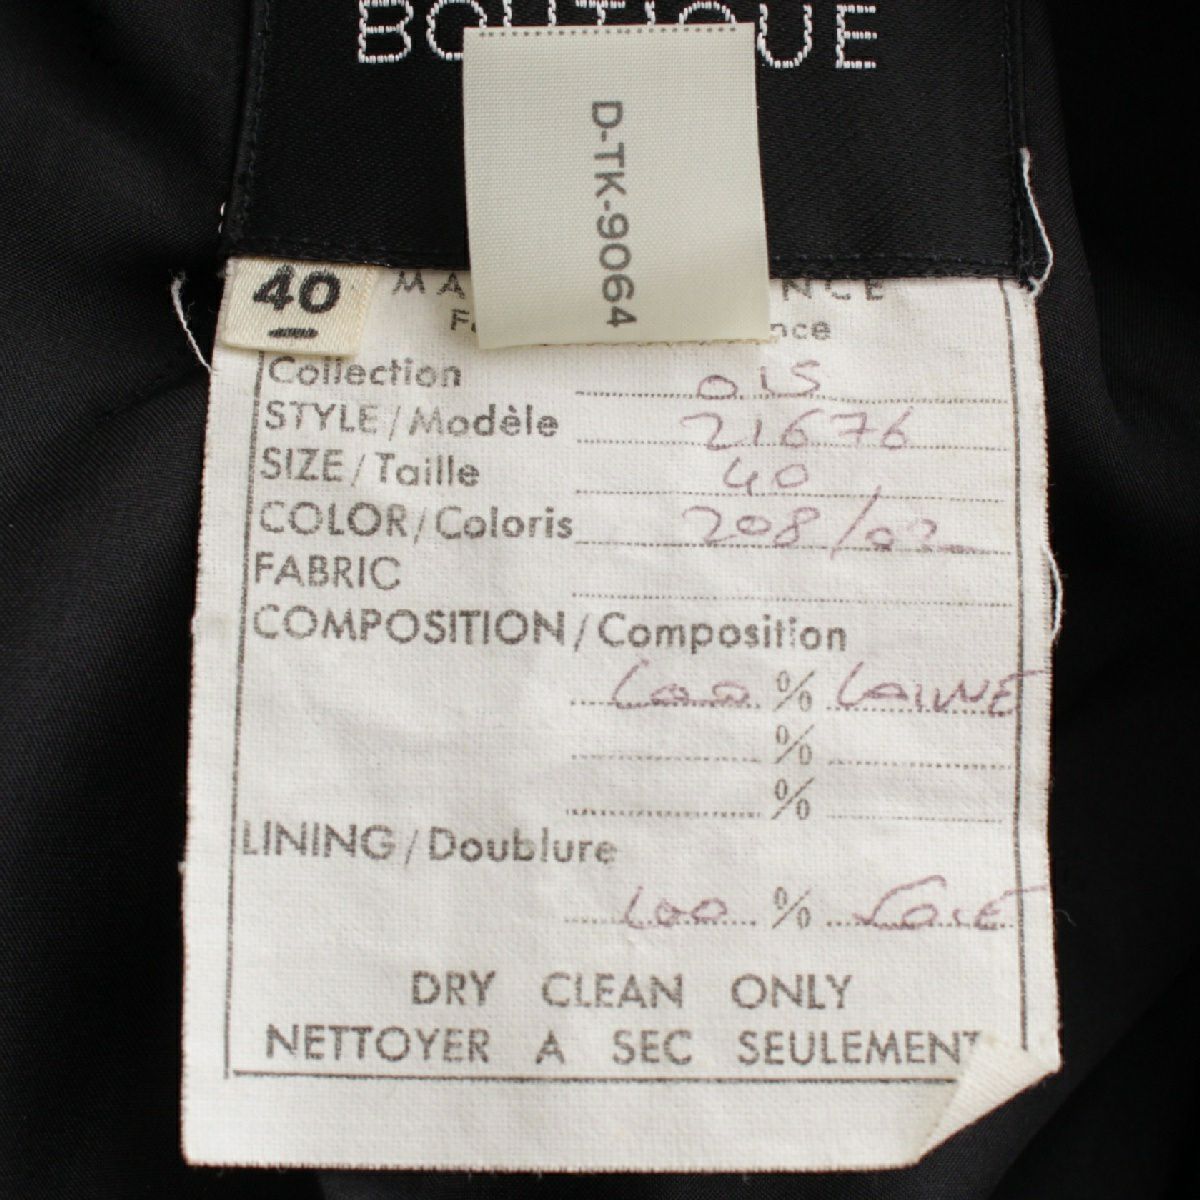 BOUTIQUE
D-TK-9064
40
Collection 015
STYLE/Modèle 21676
SIZE/Taille 40
COLOR/Coloris 208/02
FABRIC
COMPOSITION/Composition
100 % LAINE
%
%
LINING/Doublure
100 % SOIE
DRY CLEAN ONLY
NETTOYER A SEC SEULEMENT